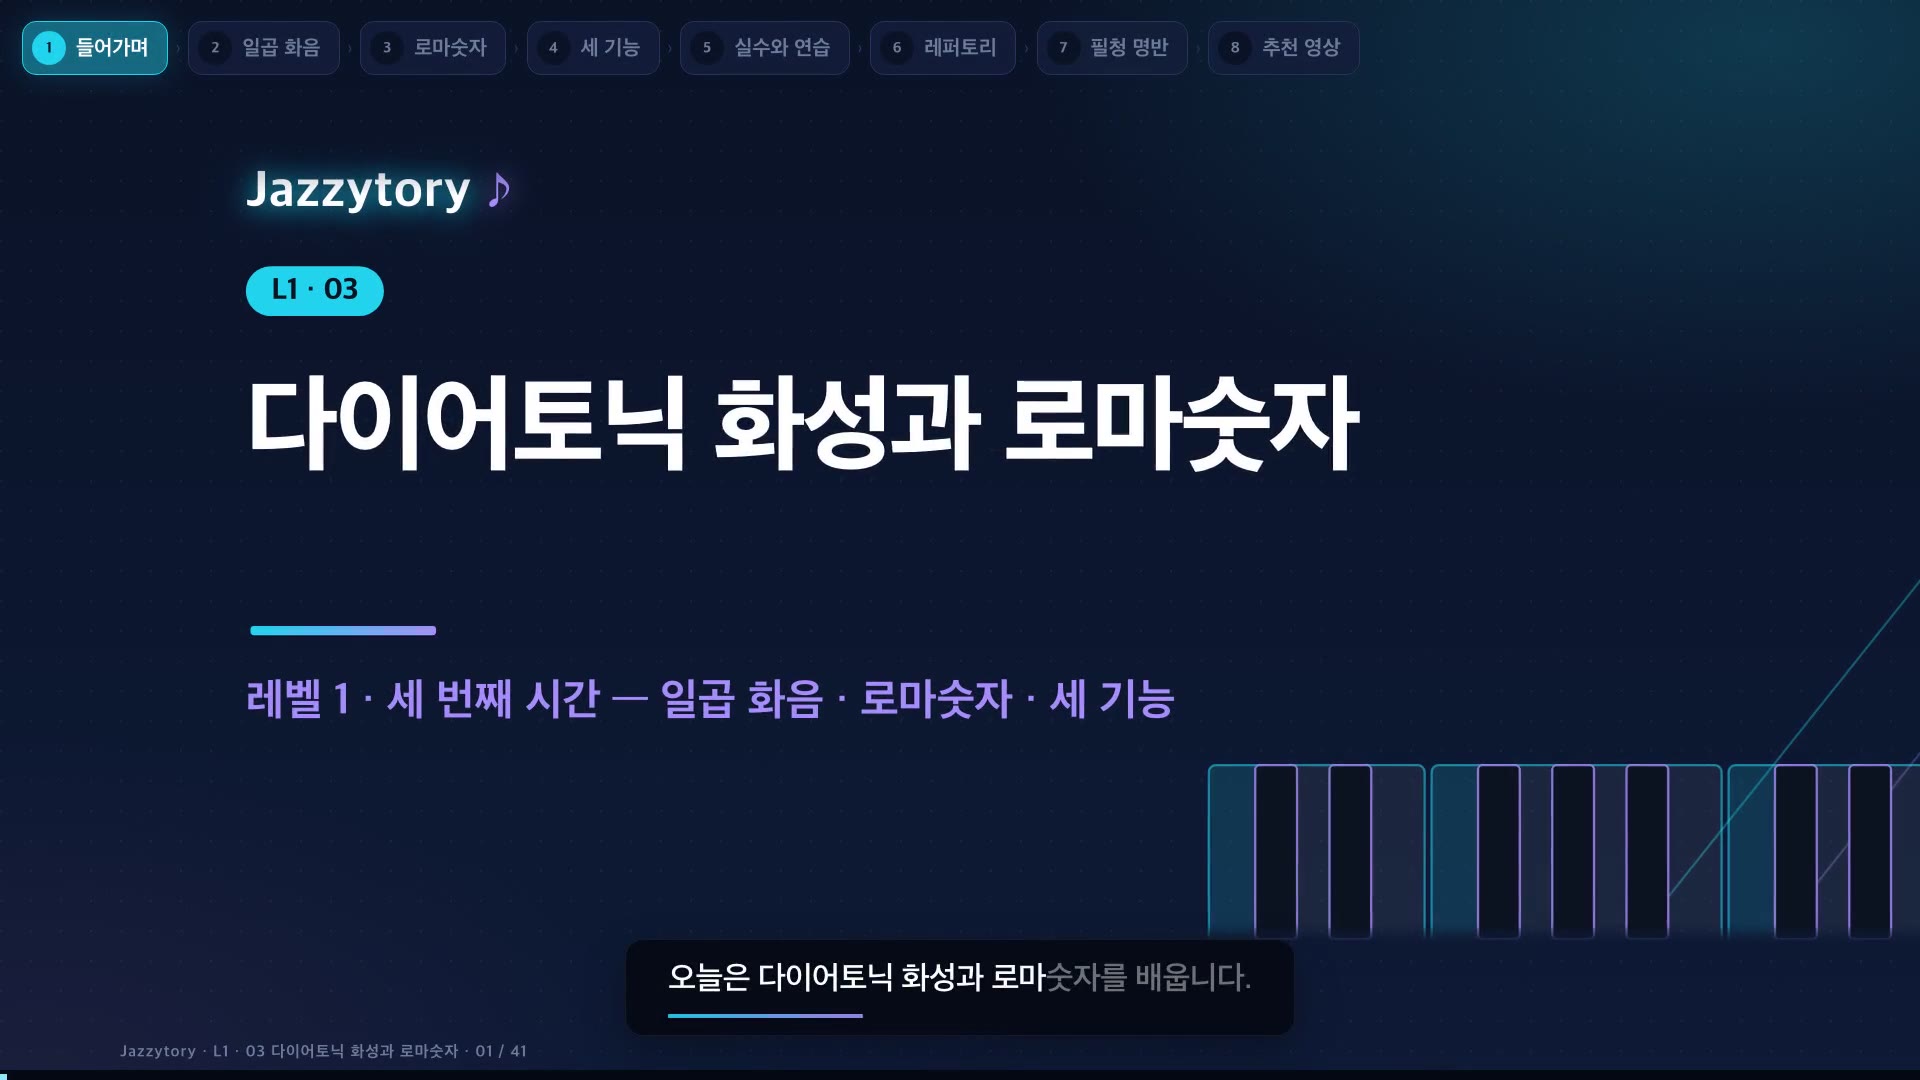 1 들어가며 › 2 일곱 화음 › 3 로마숫자 › 4 세 기능 › 5 실수와 연습 › 6 레퍼토리 › 7 필청 명반 › 8 추천 영상
Jazzytory ♪
L1 · 03
다이어토닉 화성과 로마숫자
레벨 1 · 세 번째 시간 — 일곱 화음 · 로마숫자 · 세 기능
오늘은 다이어토닉 화성과 로마숫자를 배웁니다.
Jazzytory · L1 · 03 다이어토닉 화성과 로마숫자 · 01 / 41